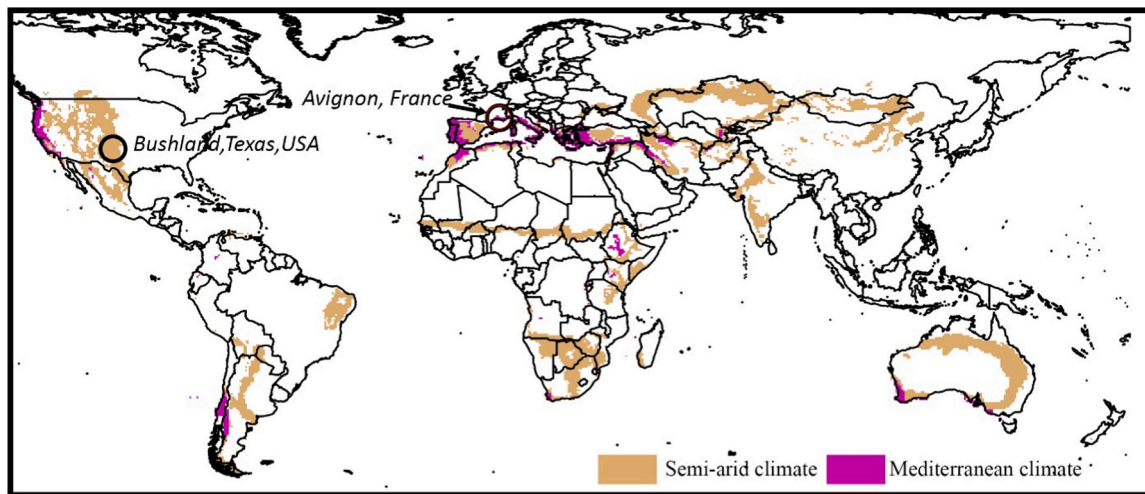 Avignon, France
Bushland,Texas,USA
Semi-arid climate
Mediterranean climate